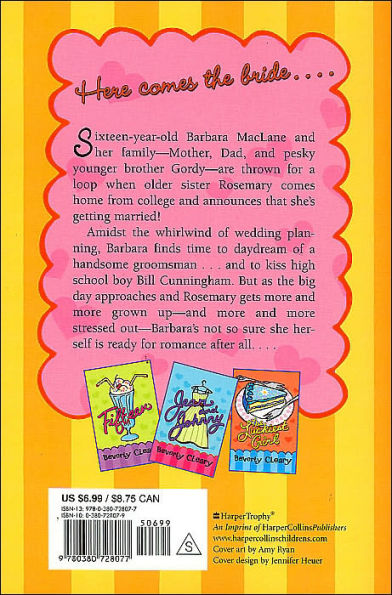 Here comes the bride....
Sixteen-year-old Barbara MacLane and
her family—Mother, Dad, and pesky
younger brother Gordy—are thrown for a
loop when older sister Rosemary comes
home from college and announces that she's
getting married!
Amidst the whirlwind of wedding plan-
ning, Barbara finds time to daydream of a
handsome groomsman . . . and to kiss high
school boy Bill Cunningham. But as the big
day approaches and Rosemary gets more and
more grown up—and more and more
stressed out—Barbara's not so sure she her-
self is ready for romance after all. . . .
Fifteen
Beverly Cleary
Jean
and
Johnny
Beverly Cleary
The
Luckiest
Girl
Beverly Cleary
US $6.99 / $8.75 CAN
ISBN-13: 978-0-380-72807-7
ISBN-10: 0-380-72807-9
50699
9 780380 728077
S
HarperTrophy®
An Imprint of HarperCollinsPublishers
www.harpercollinschildrens.com
Cover art by Amy Ryan
Cover design by Jennifer Heuer